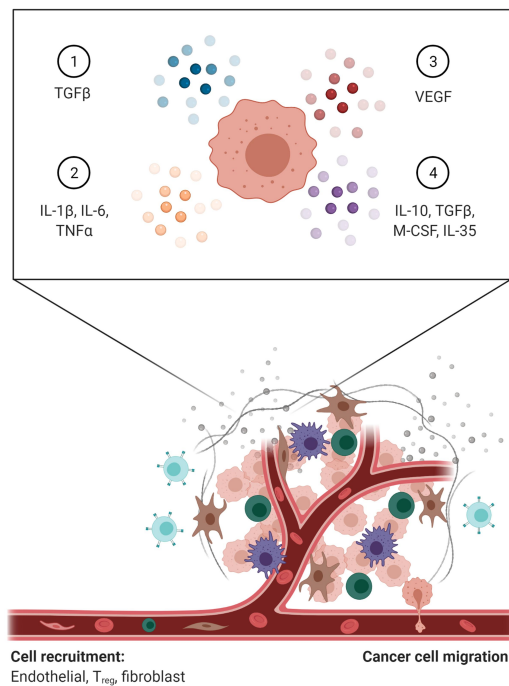 1
TGFβ
2
IL-1β, IL-6,
TNFα
3
VEGF
4
IL-10, TGFβ,
M-CSF, IL-35
Cell recruitment:
Endothelial, Treg, fibroblast
Cancer cell migration